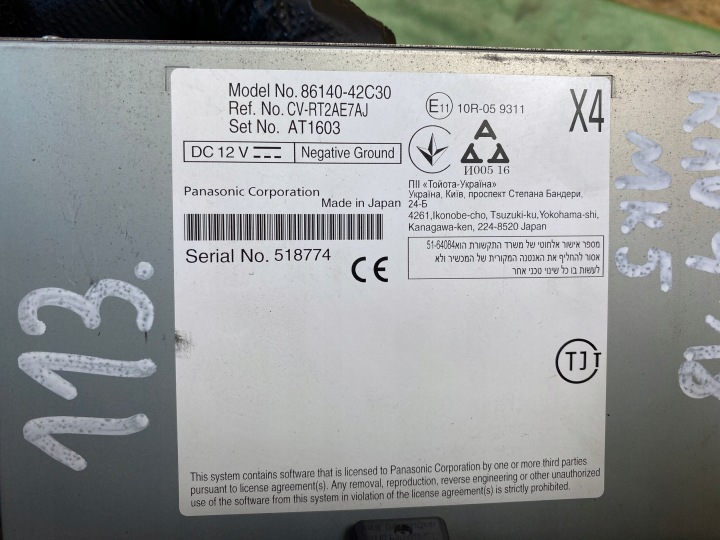 Model No. 86140-42C30
Ref. No. CV-RT2AE7AJ
Set No. AT1603
E11 10R-05 9311
X4
DC 12 V Negative Ground
И005 16
Panasonic Corporation
Made in Japan
ПІІ «Тойота-Україна»
Україна, Київ, проспект Степана Бандери,
24-Б
4261,Ikonobe-cho, Tsuzuki-ku,Yokohama-shi,
Kanagawa-ken, 224-8520 Japan
Serial No. 518774
CE
מספר אישור אלחוטי של משרד התקשורת הוא 51-64084
אסור להחליף את האנטנה המקורית של המכשיר ולא
לעשות בו כל שינוי טכני אחר
TJT
This system contains software that is licensed to Panasonic Corporation by one or more third parties
pursuant to license agreement(s). Any removal, reproduction, reverse engineering or other unauthorized
use of the software from this system in violation of the license agreement(s) is strictly prohibited.
113.
RAV4
MK5